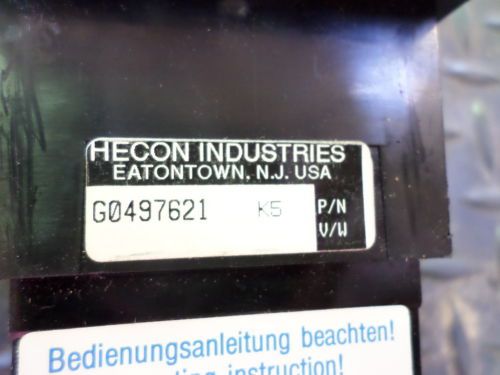 HECON INDUSTRIES
EATONTOWN, N.J. USA
G0497621 K5 P/N
V/W
Bedienungsanleitung beachten!
instruction!